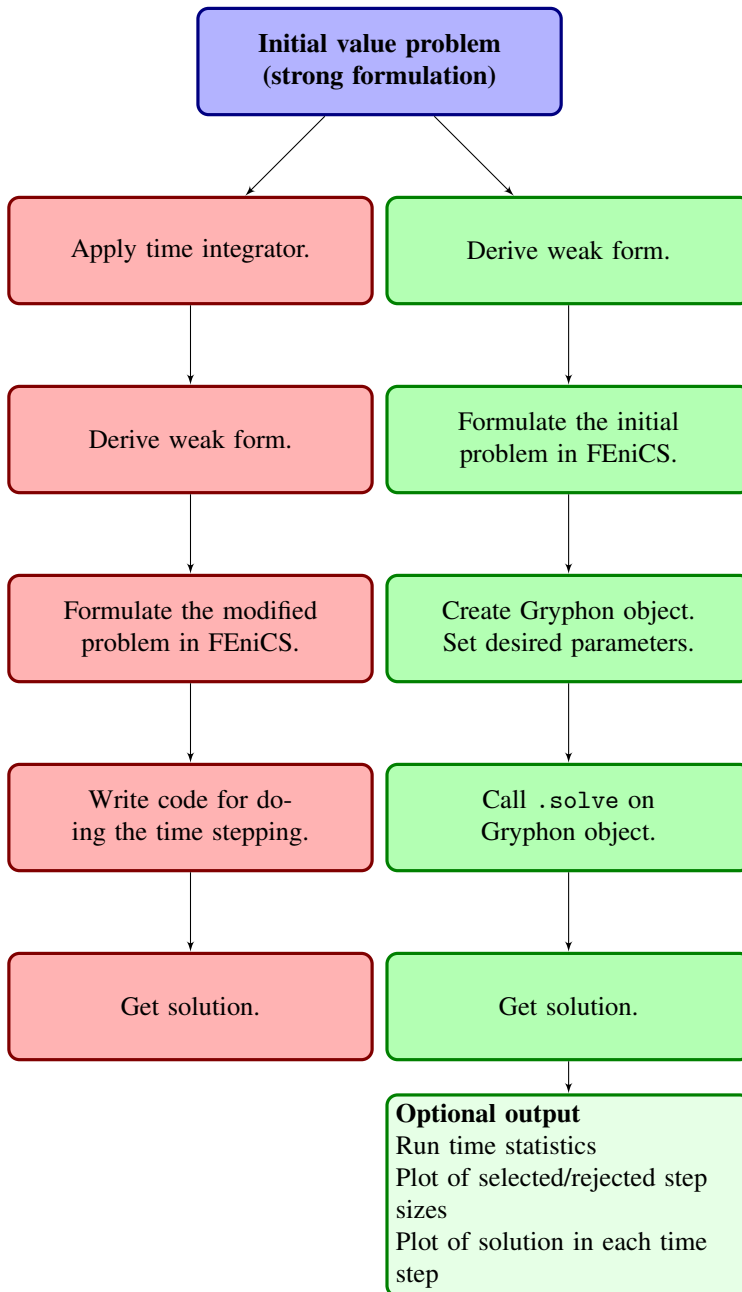 Initial value problem
(strong formulation)
Apply time integrator.
Derive weak form.
Derive weak form.
Formulate the initial
problem in FEniCS.
Formulate the modified
problem in FEniCS.
Create Gryphon object.
Set desired parameters.
Write code for do-
ing the time stepping.
Call .solve on
Gryphon object.
Get solution.
Get solution.
Optional output
Run time statistics
Plot of selected/rejected step
sizes
Plot of solution in each time
step